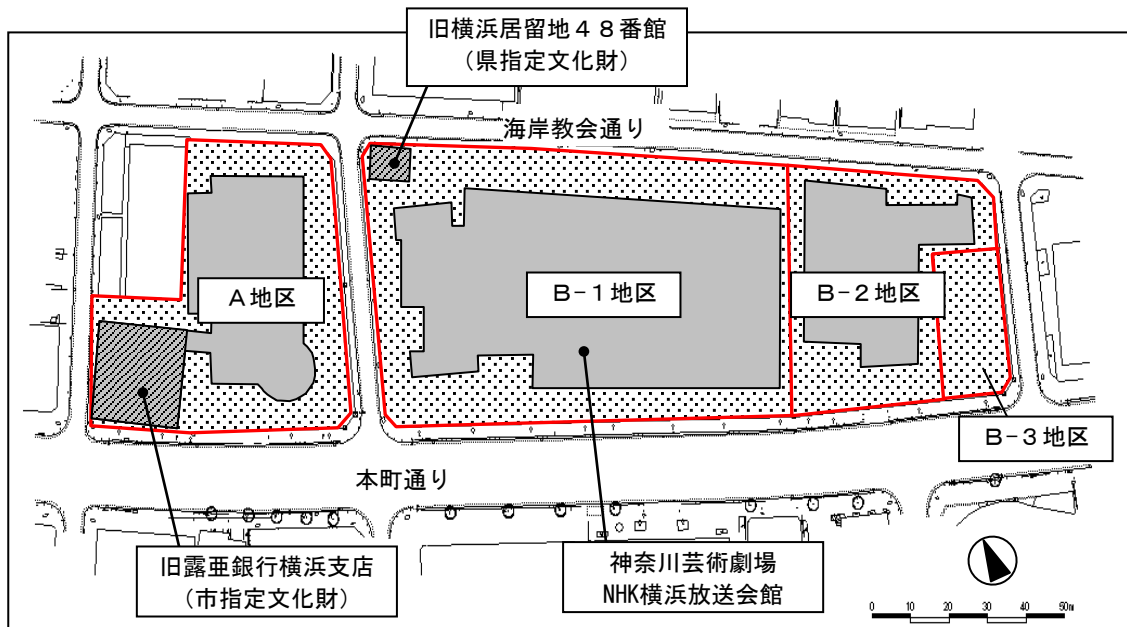 旧横浜居留地４８番館
（県指定文化財）
海岸教会通り
Ａ地区
Ｂ−１地区
Ｂ−２地区
Ｂ−３地区
本町通り
旧露亜銀行横浜支店
（市指定文化財）
神奈川芸術劇場
NHK横浜放送会館
0 10 20 30 40 50m